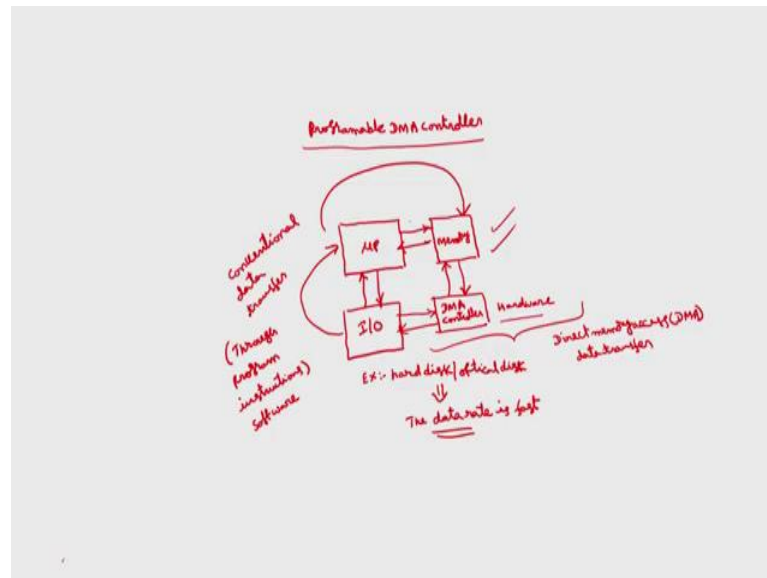 Programable DMA controller
conventional
data
transfer
(Through
program
instructions)
software
μP
memory
I/O
DMA
controller
Hardware
Direct memory access (DMA)
data transfer
Ex:- hard disk/optical disk
The data rate is fast